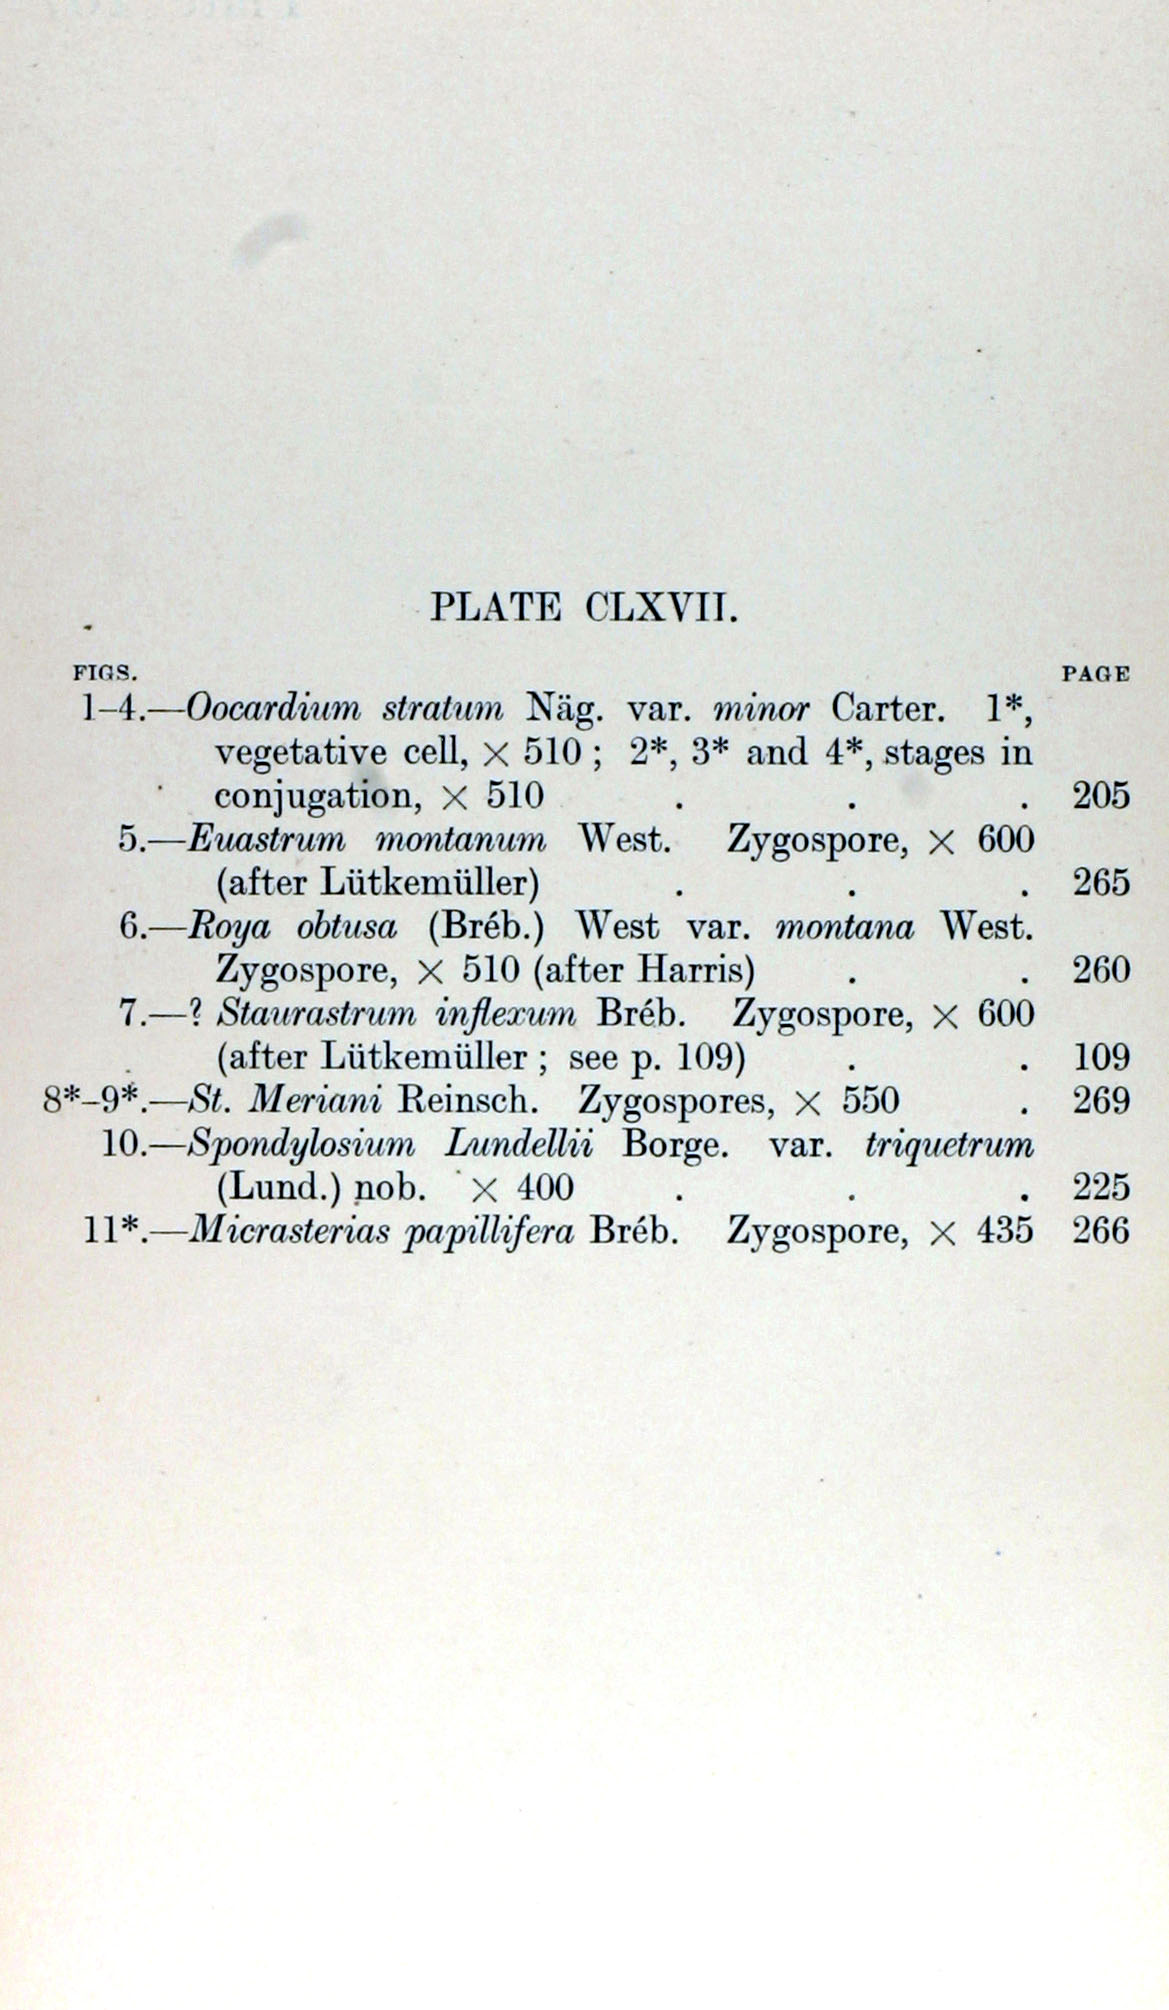 PLATE CLXVII.
FIGS. PAGE
1–4.—Oocardium stratum Näg. var. minor Carter. 1*,
vegetative cell, × 510 ; 2*, 3* and 4*, stages in
conjugation, × 510 . . . 205
5.—Euastrum montanum West. Zygospore, × 600
(after Lütkemüller) . . . 265
6.—Roya obtusa (Bréb.) West var. montana West.
Zygospore, × 510 (after Harris) . . 260
7.—? Staurastrum inflexum Bréb. Zygospore, × 600
(after Lütkemüller ; see p. 109) . . 109
8*–9*.—St. Meriani Reinsch. Zygospores, × 550 . 269
10.—Spondylosium Lundellii Borge. var. triquetrum
(Lund.) nob. × 400 . . . 225
11*.—Micrasterias papillifera Bréb. Zygospore, × 435 266